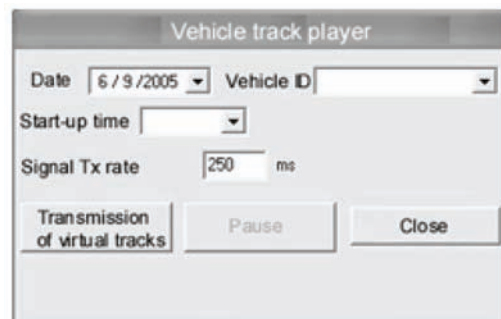 Vehicle track player
Date 6 / 9 /2005 Vehicle ID
Start-up time
Signal Tx rate 250 ms
Transmission
of virtual tracks
Pause
Close